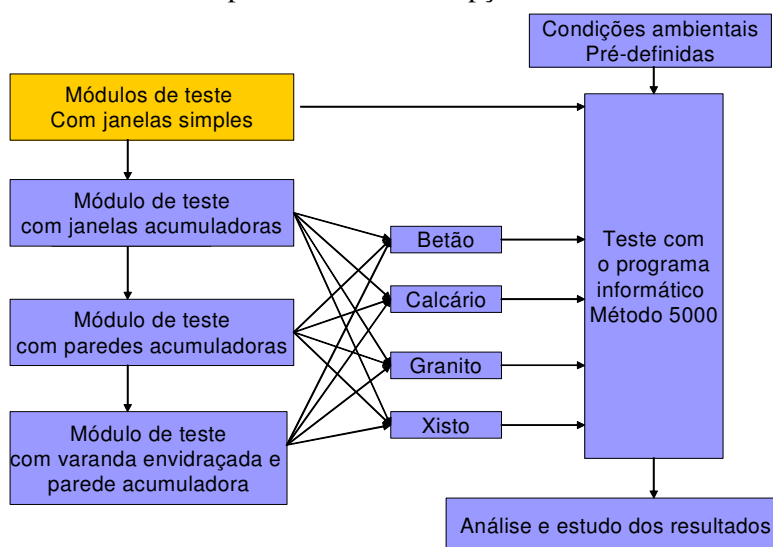 Condições ambientais
Pré-definidas
Módulos de teste
Com janelas simples
Módulo de teste
com janelas acumuladoras
Módulo de teste
com paredes acumuladoras
Módulo de teste
com varanda envidraçada e
parede acumuladora
Betão
Calcário
Granito
Xisto
Teste com
o programa
informático
Método 5000
Análise e estudo dos resultados